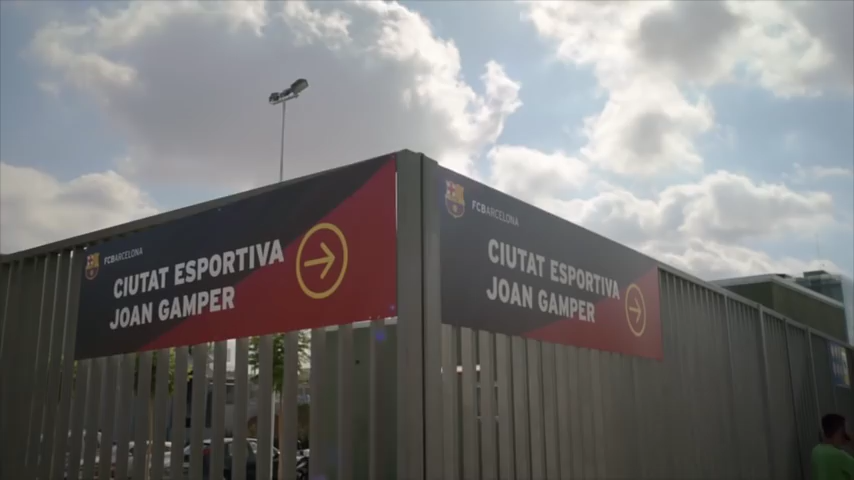 FCBARCELONA
CIUTAT ESPORTIVA
JOAN GAMPER
FCBARCELONA
CIUTAT ESPORTIVA
JOAN GAMPER